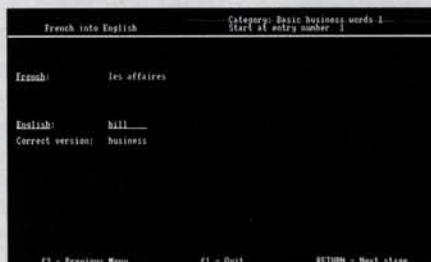 Category: Basic business words 1
French into English
Start at entry number 1
French: les affaires
English: bill
Correct version: business
F2 - Previous Menu F1 - Quit RETURN - Next stage